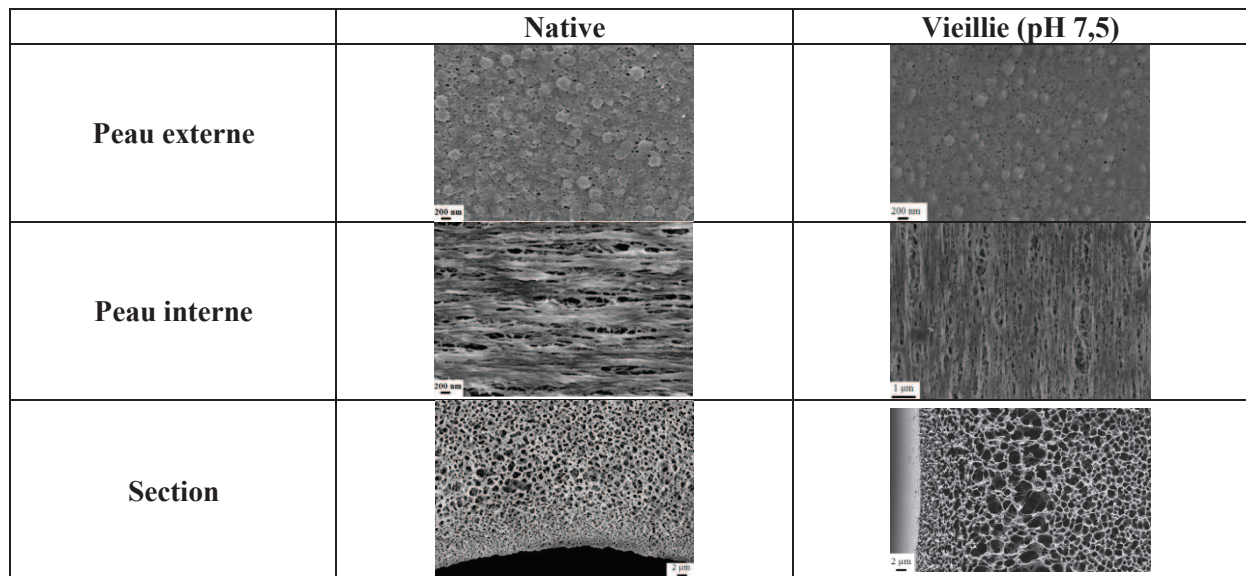 Native
Vieillie (pH 7,5)
Peau externe
200 nm
200 nm
Peau interne
200 nm
1 µm
Section
2 µm
2 µm